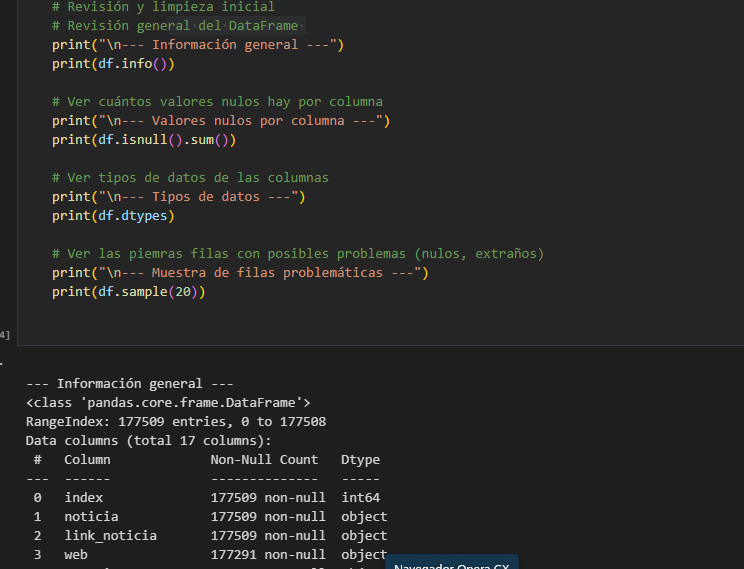 # Revisión y limpieza inicial
# Revisión general del DataFrame
print("\n--- Información general ---")
print(df.info())
# Ver cuántos valores nulos hay por columna
print("\n--- Valores nulos por columna ---")
print(df.isnull().sum())
# Ver tipos de datos de las columnas
print("\n--- Tipos de datos ---")
print(df.dtypes)
# Ver las piemras filas con posibles problemas (nulos, extraños)
print("\n--- Muestra de filas problemáticas ---")
print(df.sample(20))
4]
--- Información general ---
<class 'pandas.core.frame.DataFrame'>
RangeIndex: 177509 entries, 0 to 177508
Data columns (total 17 columns):
# Column Non-Null Count Dtype
--- ------ -------------- -----
0 index 177509 non-null int64
1 noticia 177509 non-null object
2 link_noticia 177509 non-null object
3 web 177291 non-null object
Navegador Opera GX